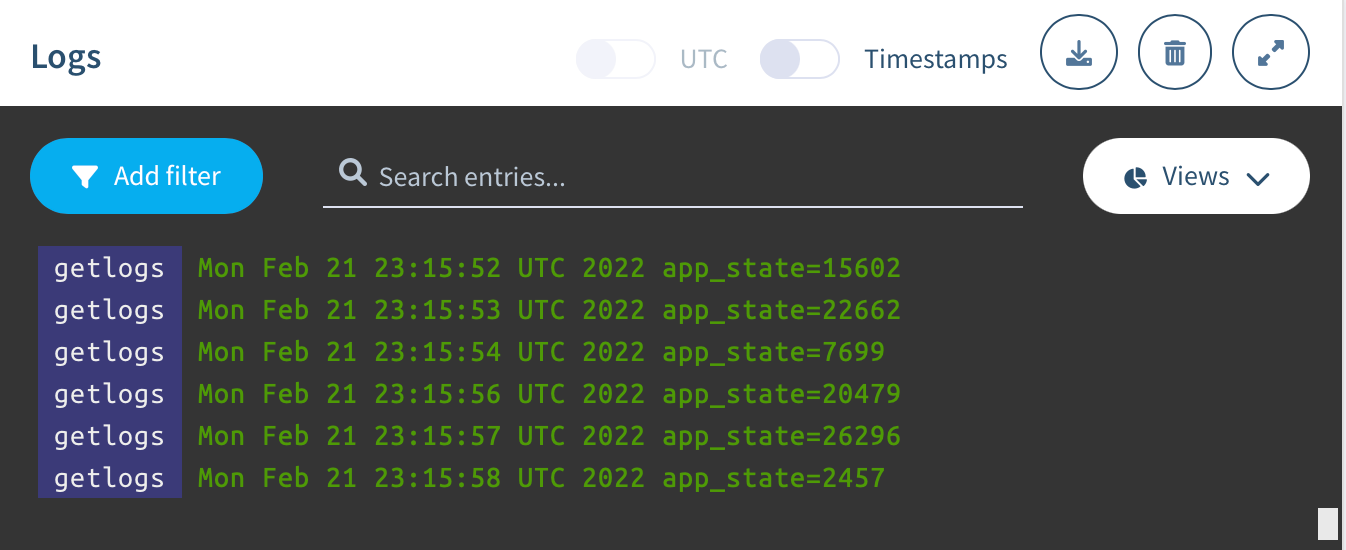 Logs
UTC
Timestamps
Add filter
Search entries...
Views
getlogs Mon Feb 21 23:15:52 UTC 2022 app_state=15602
getlogs Mon Feb 21 23:15:53 UTC 2022 app_state=22662
getlogs Mon Feb 21 23:15:54 UTC 2022 app_state=7699
getlogs Mon Feb 21 23:15:56 UTC 2022 app_state=20479
getlogs Mon Feb 21 23:15:57 UTC 2022 app_state=26296
getlogs Mon Feb 21 23:15:58 UTC 2022 app_state=2457